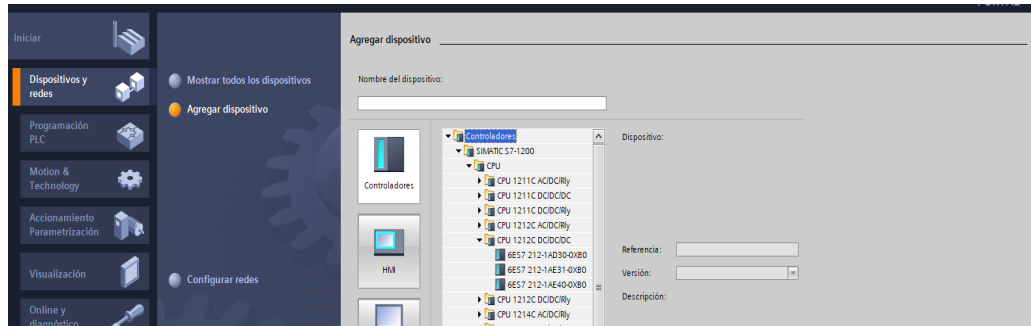 Iniciar
Dispositivos y
redes
Programación
PLC
Motion &
Technology
Accionamiento
Parametrización
Visualización
Online y
diagnóstico
Mostrar todos los dispositivos
Agregar dispositivo
Configurar redes
Agregar dispositivo
Nombre del dispositivo:
Controladores
HMI
Controladores
SIMATIC S7-1200
CPU
CPU 1211C AC/DC/Rly
CPU 1211C DC/DC/DC
CPU 1211C DC/DC/Rly
CPU 1212C AC/DC/Rly
CPU 1212C DC/DC/DC
6ES7 212-1AD30-0XB0
6ES7 212-1AE31-0XB0
6ES7 212-1AE40-0XB0
CPU 1212C DC/DC/Rly
CPU 1214C AC/DC/Rly
Dispositivo:
Referencia:
Versión:
Descripción: